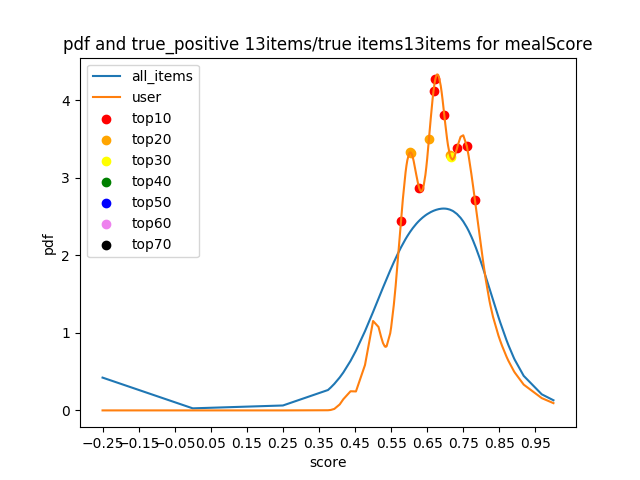 pdf and true_positive 13items/true items13items for mealScore
all_items
user
top10
top20
top30
top40
top50
top60
top70
pdf
4
3
2
1
0
−0.25 −0.15 −0.05 0.05 0.15 0.25 0.35 0.45 0.55 0.65 0.75 0.85 0.95
score